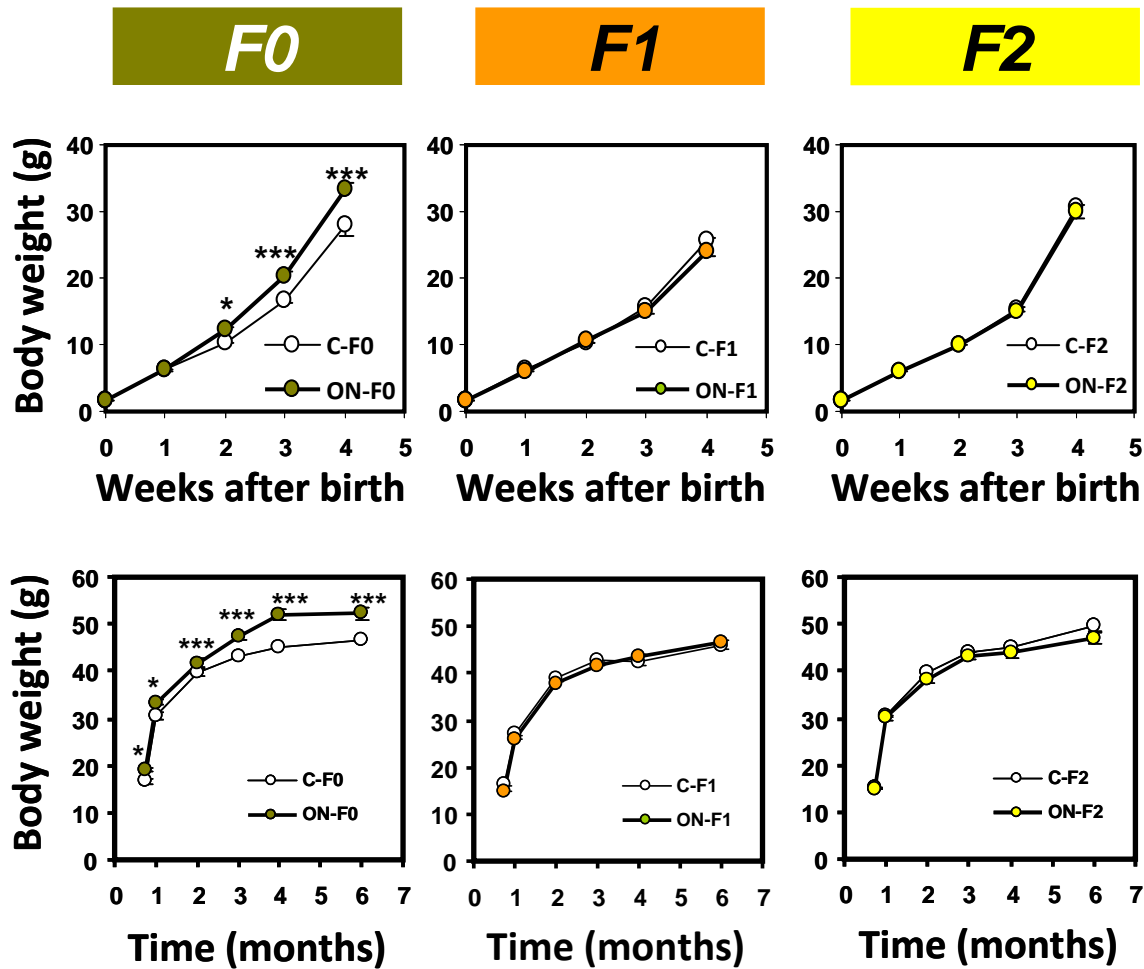 F0 F1 F2
Body weight (g)
40 40 40
30 30 30
20 20 20
10 10 10
0 0 0
* *** ***
C-F0
ON-F0
C-F1
ON-F1
C-F2
ON-F2
0 1 2 3 4 5 0 1 2 3 4 5 0 1 2 3 4 5
Weeks after birth Weeks after birth Weeks after birth
Body weight (g)
60 60 60
50 50 50
40 40 40
30 30 30
20 20 20
10 10 10
0 0 0
* * *** *** *** ***
C-F0
ON-F0
C-F1
ON-F1
C-F2
ON-F2
0 1 2 3 4 5 6 7 0 1 2 3 4 5 6 7 0 1 2 3 4 5 6 7
Time (months) Time (months) Time (months)